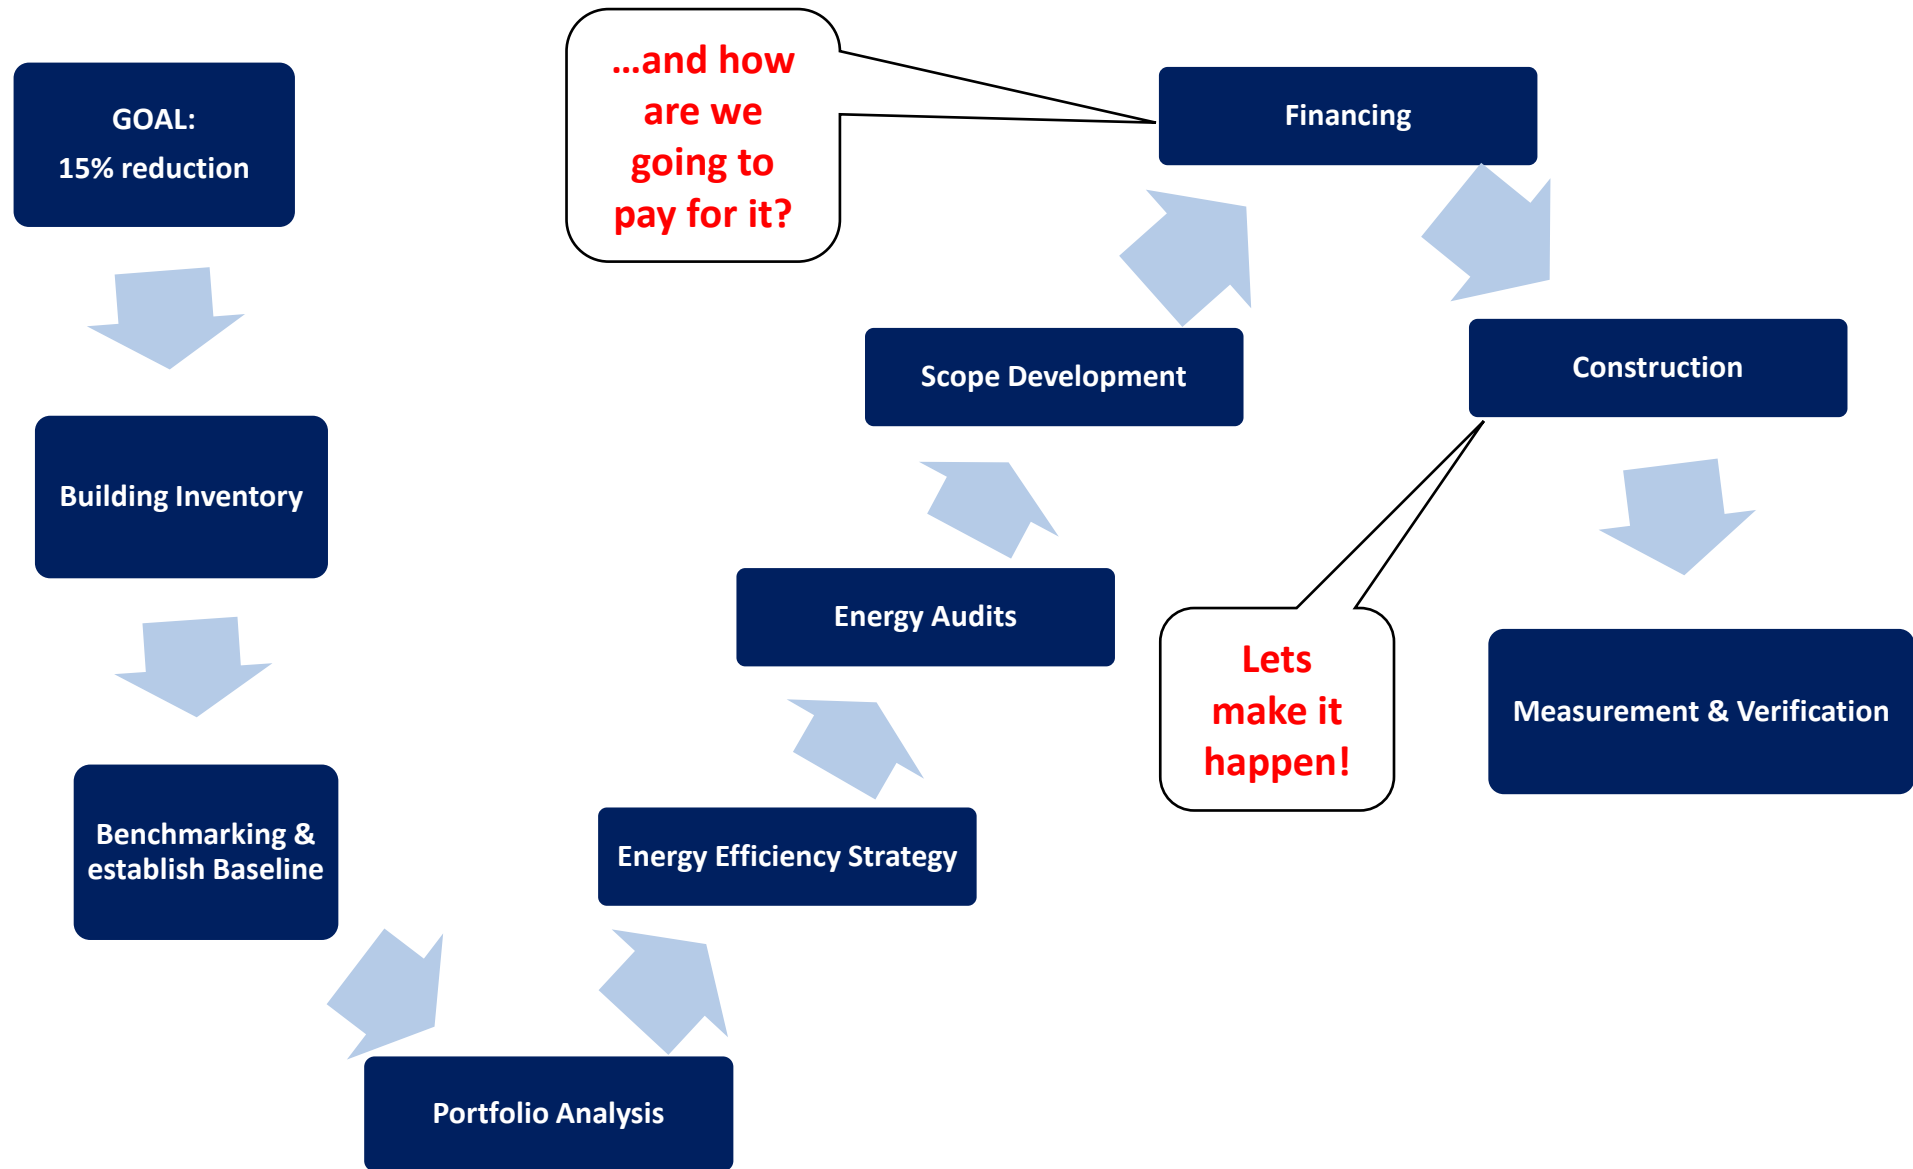 GOAL:
15% reduction
Building Inventory
Benchmarking &
establish Baseline
Portfolio Analysis
Energy Efficiency Strategy
Energy Audits
Scope Development
...and how
are we
going to
pay for it?
Financing
Construction
Lets
make it
happen!
Measurement & Verification